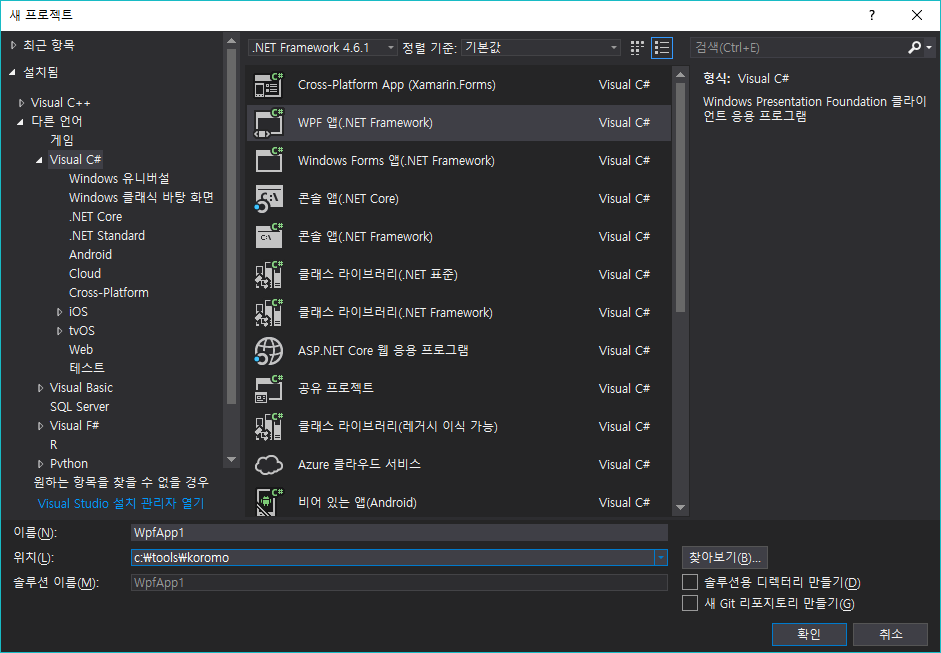 새 프로젝트
최근 항목
설치됨
Visual C++
다른 언어
게임
Visual C#
Windows 유니버설
Windows 클래식 바탕 화면
.NET Core
.NET Standard
Android
Cloud
Cross-Platform
iOS
tvOS
Web
테스트
Visual Basic
SQL Server
Visual F#
R
Python
원하는 항목을 찾을 수 없을 경우
Visual Studio 설치 관리자 열기
.NET Framework 4.6.1 정렬 기준: 기본값
Cross-Platform App (Xamarin.Forms) Visual C#
WPF 앱(.NET Framework) Visual C#
Windows Forms 앱(.NET Framework) Visual C#
콘솔 앱(.NET Core) Visual C#
콘솔 앱(.NET Framework) Visual C#
클래스 라이브러리(.NET 표준) Visual C#
클래스 라이브러리(.NET Framework) Visual C#
ASP.NET Core 웹 응용 프로그램 Visual C#
공유 프로젝트 Visual C#
클래스 라이브러리(레거시 이식 가능) Visual C#
Azure 클라우드 서비스 Visual C#
비어 있는 앱(Android) Visual C#
검색(Ctrl+E)
형식: Visual C#
Windows Presentation Foundation 클라이
언트 응용 프로그램
이름(N): WpfApp1
위치(L): c:₩tools₩koromo 찾아보기(B)...
솔루션 이름(M): WpfApp1 솔루션용 디렉터리 만들기(D)
새 Git 리포지토리 만들기(G)
확인 취소